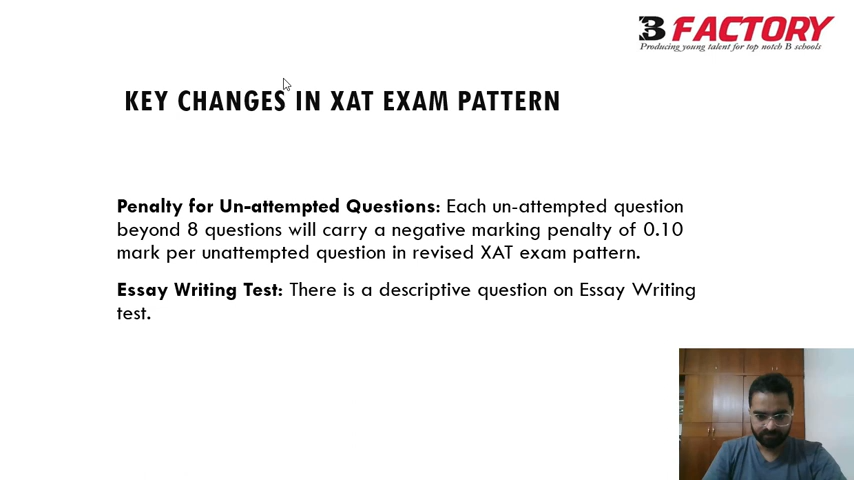 B FACTORY
Producing young talent for top notch B schools
KEY CHANGES IN XAT EXAM PATTERN
Penalty for Un-attempted Questions: Each un-attempted question
beyond 8 questions will carry a negative marking penalty of 0.10
mark per unattempted question in revised XAT exam pattern.
Essay Writing Test: There is a descriptive question on Essay Writing
test.